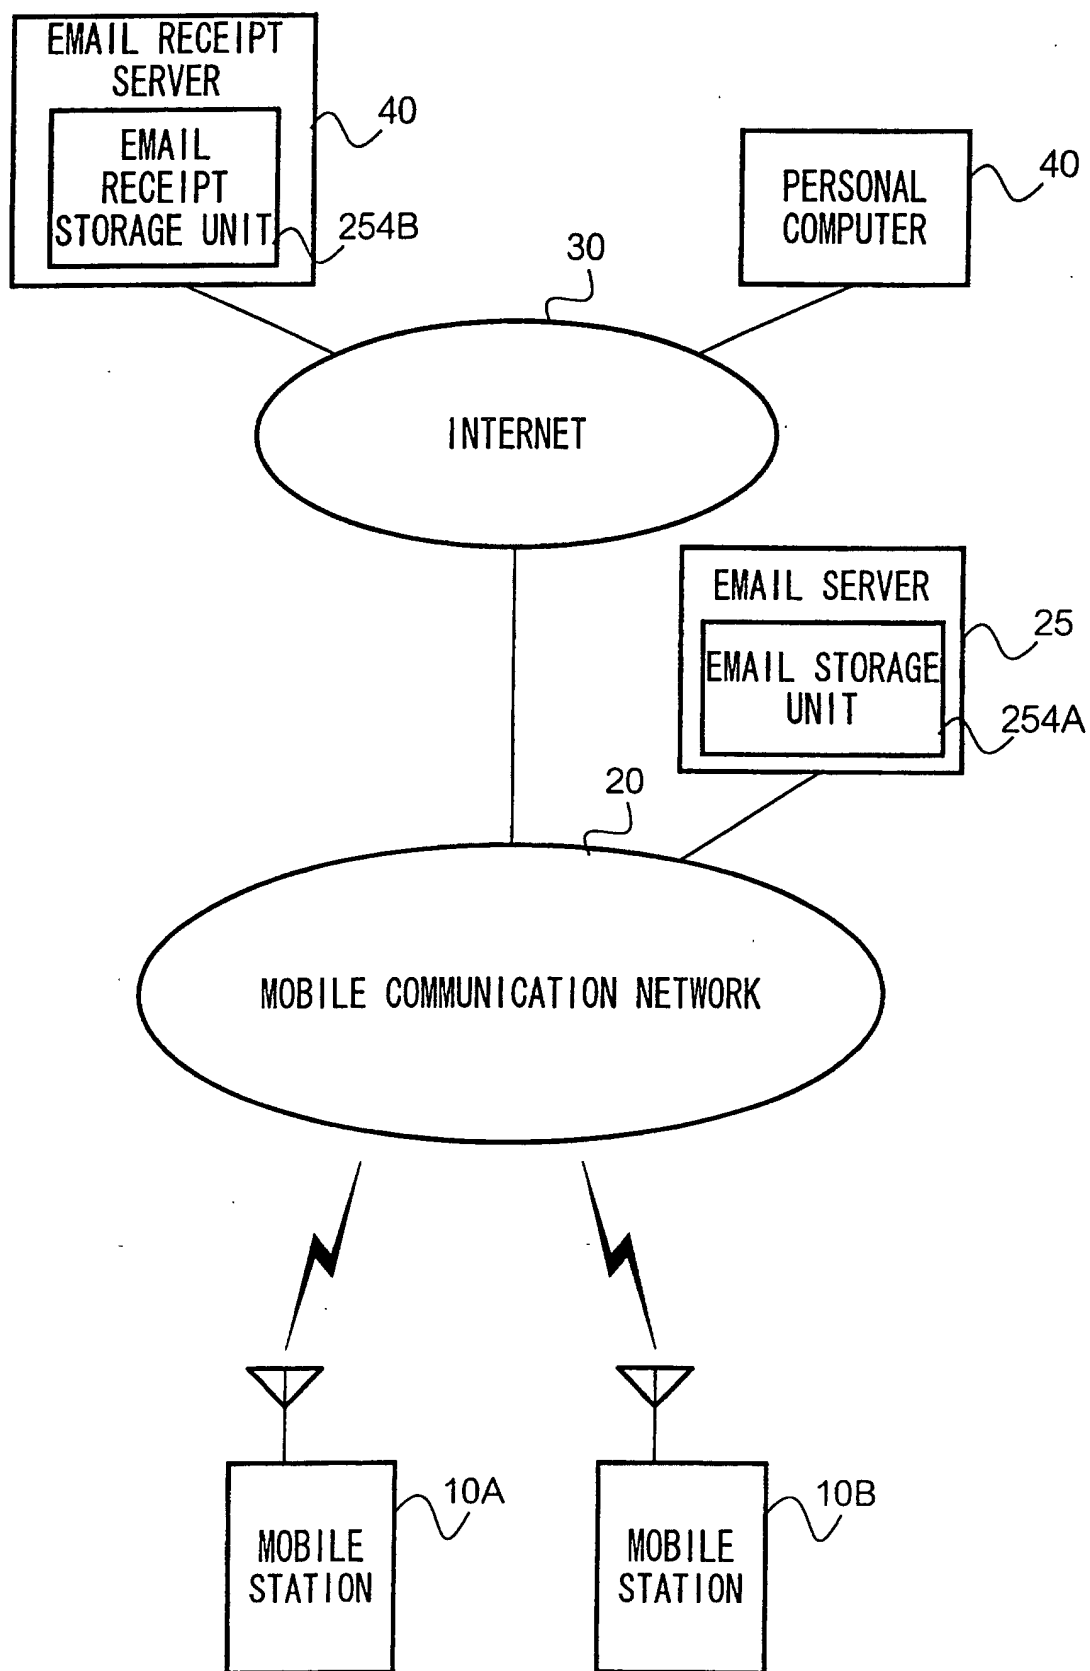 EMAIL RECEIPT
SERVER
40
EMAIL
RECEIPT
STORAGE UNIT
254B
PERSONAL
COMPUTER
40
30
INTERNET
EMAIL SERVER
25
EMAIL STORAGE
UNIT
254A
20
MOBILE COMMUNICATION NETWORK
10A
MOBILE
STATION
10B
MOBILE
STATION